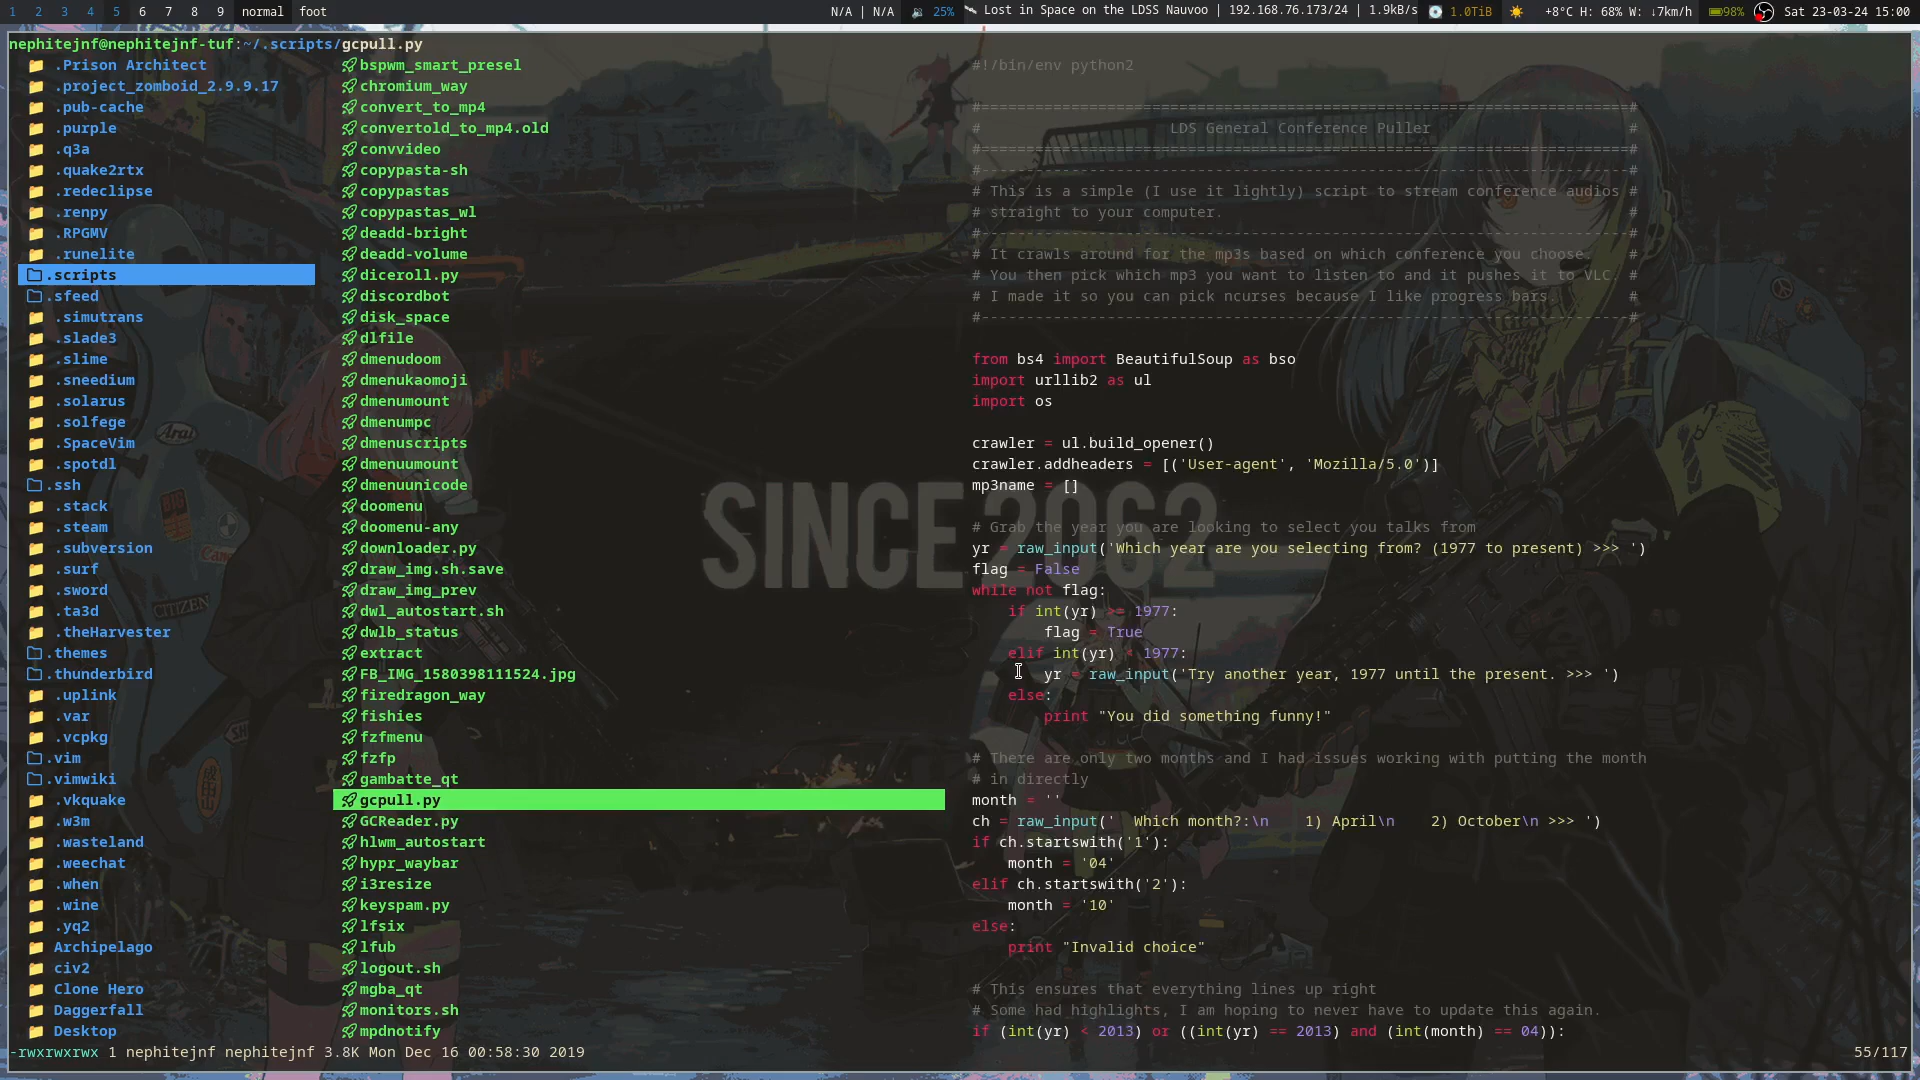 1 2 3 4 5 6 7 8 9 normal foot
N/A | N/A 25% Lost in Space on the LDSS Nauvoo | 192.168.76.173/24 | 1.9kB/s 1.0TiB +8°C H: 68% W: ↓7km/h 98% Sat 23-03-24 15:00
nephitejnf@nephitejnf-tuf:~/.scripts/gcpull.py
.Prison Architect
.project_zomboid_2.9.9.17
.pub-cache
.purple
.q3a
.quake2rtx
.redeclipse
.renpy
.RPGMV
.runelite
.scripts
.sfeed
.simutrans
.slade3
.slime
.sneedium
.solarus
.solfege
.SpaceVim
.spotdl
.ssh
.stack
.steam
.subversion
.surf
.sword
.ta3d
.theHarvester
.themes
.thunderbird
.uplink
.var
.vcpkg
.vim
.vimwiki
.vkquake
.w3m
.wasteland
.weechat
.when
.wine
.yq2
Archipelago
civ2
Clone Hero
Daggerfall
Desktop
bspwm_smart_presel
chromium_way
convert_to_mp4
convertold_to_mp4.old
convvideo
copypasta-sh
copypastas
copypastas_wl
deadd-bright
deadd-volume
diceroll.py
discordbot
disk_space
dlfile
dmenudoom
dmenukaomoji
dmenumount
dmenumpc
dmenuscripts
dmenuumount
dmenuunicode
doomenu
doomenu-any
downloader.py
draw_img.sh.save
draw_img_prev
dwl_autostart.sh
dwlb_status
extract
FB_IMG_1580398111524.jpg
firedragon_way
fishies
fzfmenu
fzfp
gambatte_qt
gcpull.py
GCReader.py
hlwm_autostart
hypr_waybar
i3resize
keyspam.py
lfsix
lfub
logout.sh
mgba_qt
monitors.sh
mpdnotify
#!/bin/env python2
#========================================================================#
# LDS General Conference Puller #
#========================================================================#
#------------------------------------------------------------------------#
# This is a simple (I use it lightly) script to stream conference audios #
# straight to your computer. #
#------------------------------------------------------------------------#
# It crawls around for the mp3s based on which conference you choose. #
# You then pick which mp3 you want to listen to and it pushes it to VLC. #
# I made it so you can pick ncurses because I like progress bars. #
#------------------------------------------------------------------------#
from bs4 import BeautifulSoup as bso
import urllib2 as ul
import os
crawler = ul.build_opener()
crawler.addheaders = [('User-agent', 'Mozilla/5.0')]
mp3name = []
# Grab the year you are looking to select you talks from
yr = raw_input('Which year are you selecting from? (1977 to present) >>> ')
flag = False
while not flag:
    if int(yr) >= 1977:
        flag = True
    elif int(yr) < 1977:
        yr = raw_input('Try another year, 1977 until the present. >>> ')
    else:
        print "You did something funny!"
# There are only two months and I had issues working with putting the month
# in directly
month = ''
ch = raw_input('  Which month?:\n    1) April\n    2) October\n >>> ')
if ch.startswith('1'):
    month = '04'
elif ch.startswith('2'):
    month = '10'
else:
    print "Invalid choice"
# This ensures that everything lines up right
# Some had highlights, I am hoping to never have to update this again.
if (int(yr) < 2013) or ((int(yr) == 2013) and (int(month) == 04)):
SINCE 2062
Arai
CITIZEN
-rwxrwxrwx 1 nephitejnf nephitejnf 3.8K Mon Dec 16 00:58:30 2019
55/117